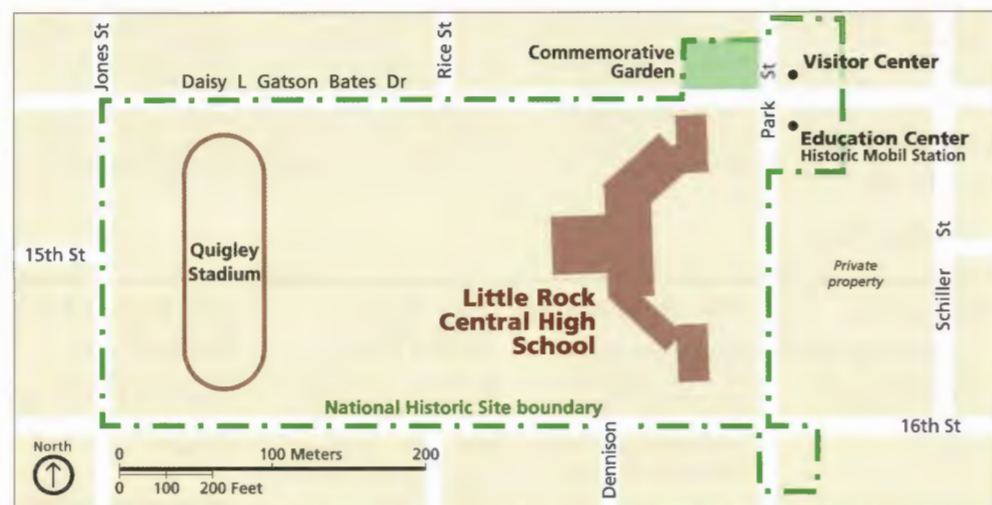 Jones St
Rice St
Commemorative
Garden
St
Visitor Center
Daisy L Gatson Bates Dr
Park
Education Center
Historic Mobil Station
15th St
Quigley
Stadium
St
Private
property
Schiller
Little Rock
Central High
School
National Historic Site boundary
16th St
North
0 100 Meters 200
0 100 200 Feet
Dennison